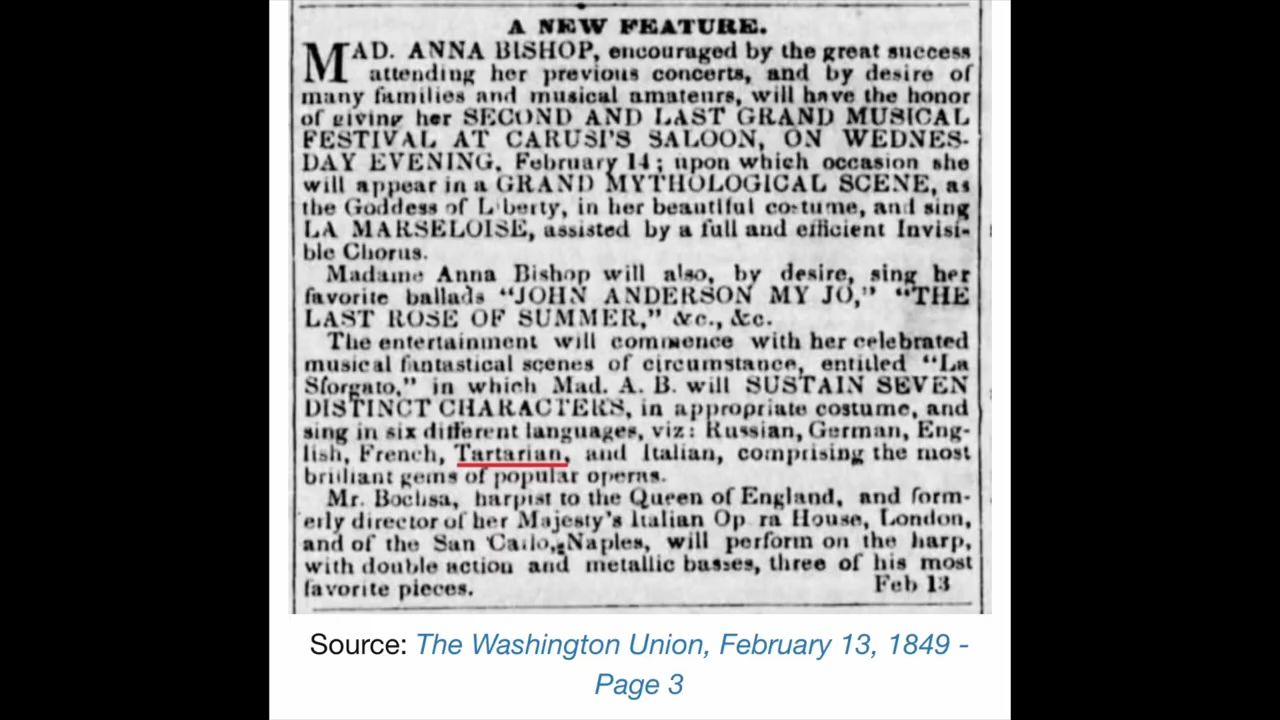 A NEW FEATURE.
MAD. ANNA BISHOP, encouraged by the great success
attending her previous concerts, and by desire of
many families and musical amateurs, will have the honor
of giving her SECOND AND LAST GRAND MUSICAL
FESTIVAL AT CARUSI'S SALOON, ON WEDNES-
DAY EVENING, February 14; upon which occasion she
will appear in a GRAND MYTHOLOGICAL SCENE, as
the Goddess of L berty, in her beautiful costume, and sing
LA MARSELOISE, assisted by a full and efficient Invisi-
ble Chorus.
Madame Anna Bishop will also, by desire, sing her
favorite ballads "JOHN ANDERSON MY JO," "THE
LAST ROSE OF SUMMER," &c., &c.
The entertainment will commence with her celebrated
musical fantastical scenes of circumstance, entitled "La
Sforgato," in which Mad. A. B. will SUSTAIN SEVEN
DISTINCT CHARACTERS, in appropriate costume, and
sing in six different languages, viz: Russian, German, Eng-
lish, French, Tartarian, and Italian, comprising the most
brilliant gems of popular operas.
Mr. Bochsa, harpist to the Queen of England, and form-
erly director of her Majesty's Italian Op ra House, London,
and of the San Carlo, Naples, will perform on the harp,
with double action and metallic basses, three of his most
favorite pieces. Feb 13
Source: The Washington Union, February 13, 1849 -
Page 3